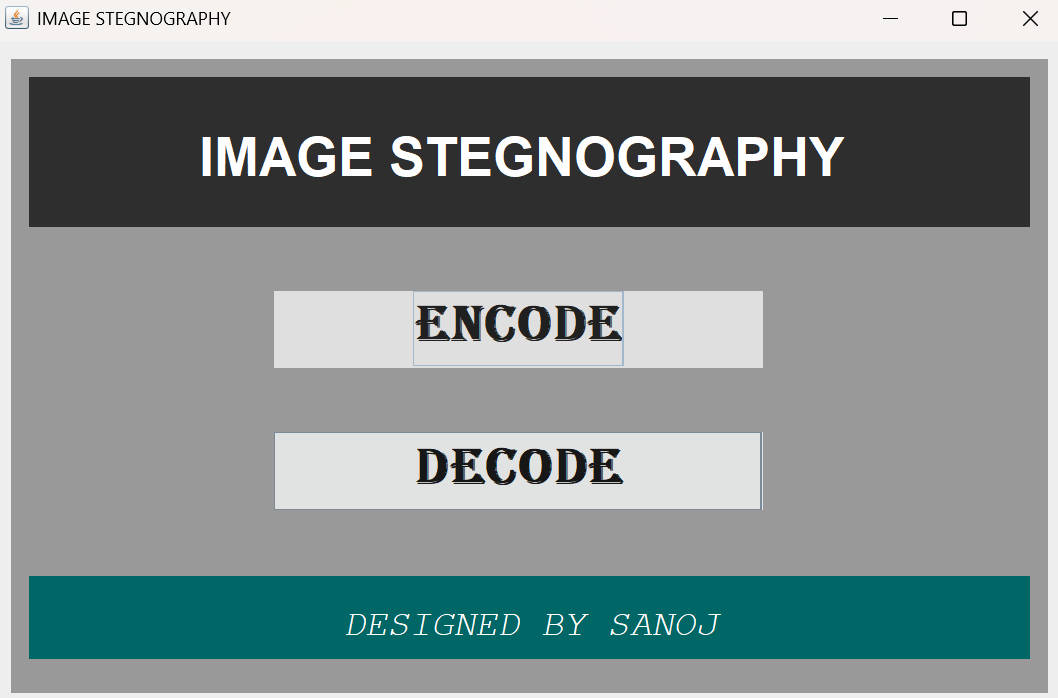 IMAGE STEGNOGRAPHY
IMAGE STEGNOGRAPHY
ENCODE
DECODE
DESIGNED BY SANOJ